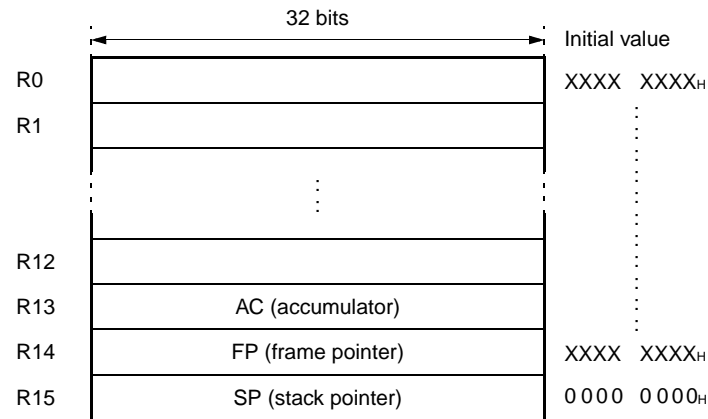 32 bits
Initial value
R0 XXXX XXXXH
R1
R12
R13 AC (accumulator)
R14 FP (frame pointer) XXXX XXXXH
R15 SP (stack pointer) 0000 0000H